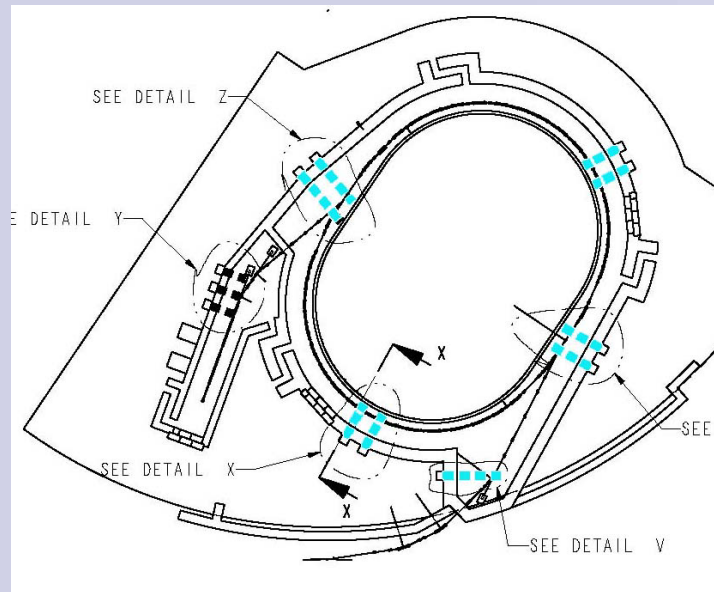 SEE DETAIL Z
E DETAIL Y
X
SEE
SEE DETAIL X
X
SEE DETAIL V